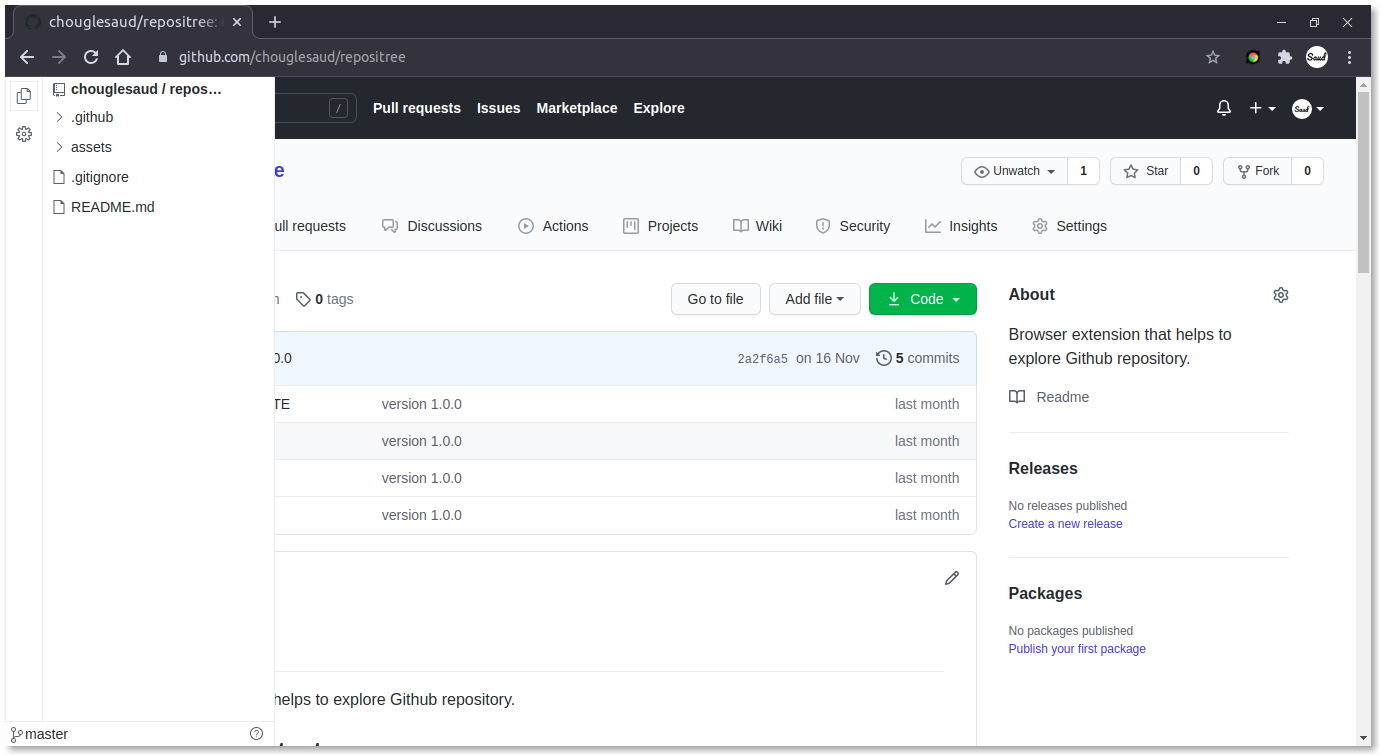 chouglesaud/repositree:
github.com/chouglesaud/repositree
Saud
chouglesaud / repos…
.github
assets
.gitignore
README.md
master
/
Pull requests Issues Marketplace Explore
Saud
e
Unwatch 1 Star 0 Fork 0
ull requests Discussions Actions Projects Wiki Security Insights Settings
0 tags
Go to file Add file Code
0.0 2a2f6a5 on 16 Nov 5 commits
TE version 1.0.0 last month
version 1.0.0 last month
version 1.0.0 last month
version 1.0.0 last month
helps to explore Github repository.
About
Browser extension that helps to
explore Github repository.
Readme
Releases
No releases published
Create a new release
Packages
No packages published
Publish your first package